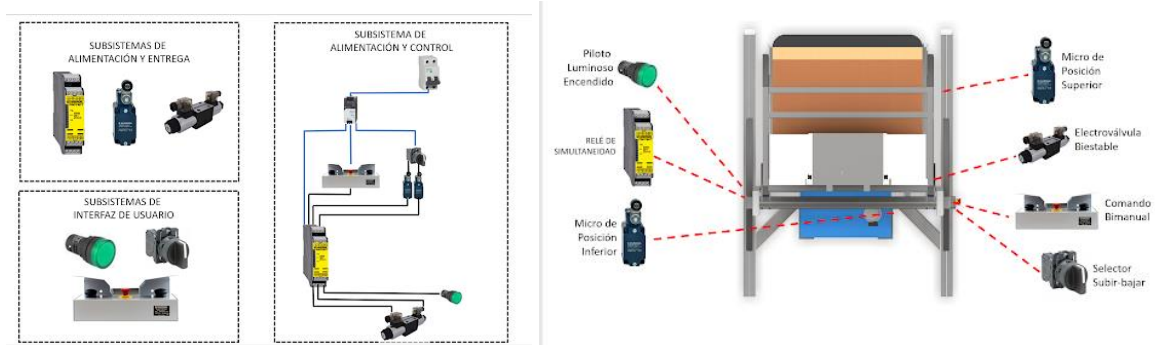 SUBSISTEMAS DE
ALIMENTACIÓN Y ENTREGA
SUBSISTEMAS DE
INTERFAZ DE USUARIO
SUBSISTEMA DE
ALIMENTACIÓN Y CONTROL
Piloto
Luminoso
Encendido
RELÉ DE
SIMULTANEIDAD
Micro de
Posición
Inferior
Micro de
Posición
Superior
Electroválvula
Biestable
Comando
Bimanual
Selector
Subir-bajar